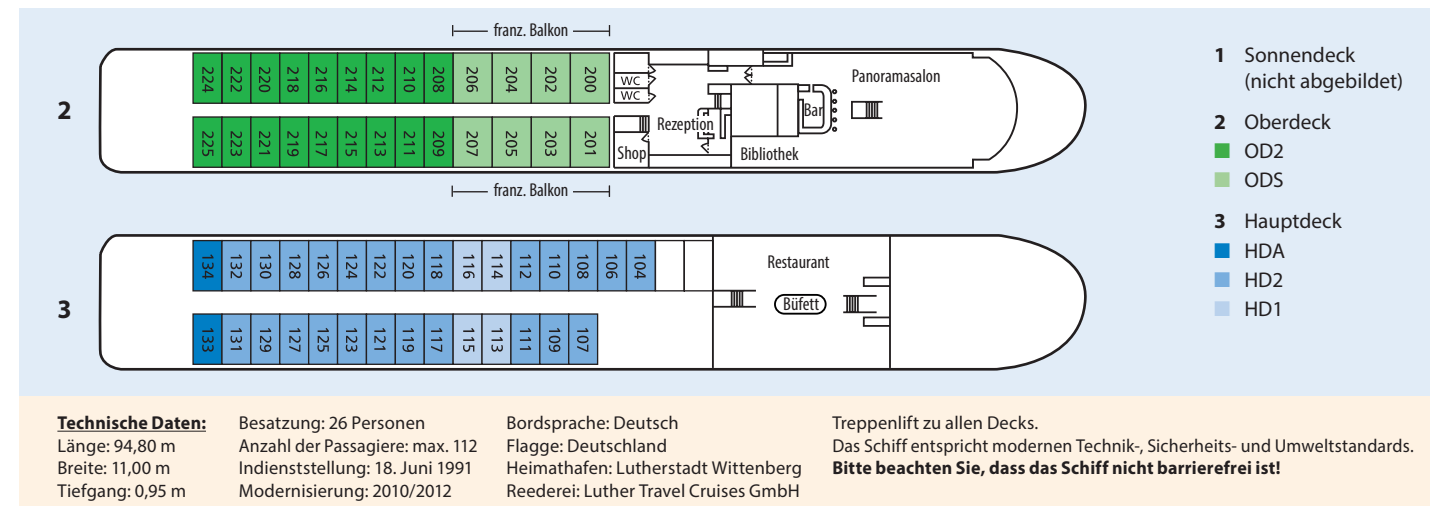 franz. Balkon
2
224 222 220 218 216 214 212 210 208 206 204 202 200
WC
WC
Panoramasalon
Rezeption
Bar
225 223 221 219 217 215 213 211 209 207 205 203 201
Shop
Bibliothek
franz. Balkon
3
134 132 130 128 126 124 122 120 118 116 114 112 110 108 106 104
Restaurant
Büfett
133 131 129 127 125 123 121 119 117 115 113 111 109 107
1 Sonnendeck
(nicht abgebildet)
2 Oberdeck
OD2
ODS
3 Hauptdeck
HDA
HD2
HD1
Technische Daten:
Länge: 94,80 m
Breite: 11,00 m
Tiefgang: 0,95 m
Besatzung: 26 Personen
Anzahl der Passagiere: max. 112
Indienststellung: 18. Juni 1991
Modernisierung: 2010/2012
Bordsprache: Deutsch
Flagge: Deutschland
Heimathafen: Lutherstadt Wittenberg
Reederei: Luther Travel Cruises GmbH
Treppenlift zu allen Decks.
Das Schiff entspricht modernen Technik-, Sicherheits- und Umweltstandards.
Bitte beachten Sie, dass das Schiff nicht barrierefrei ist!